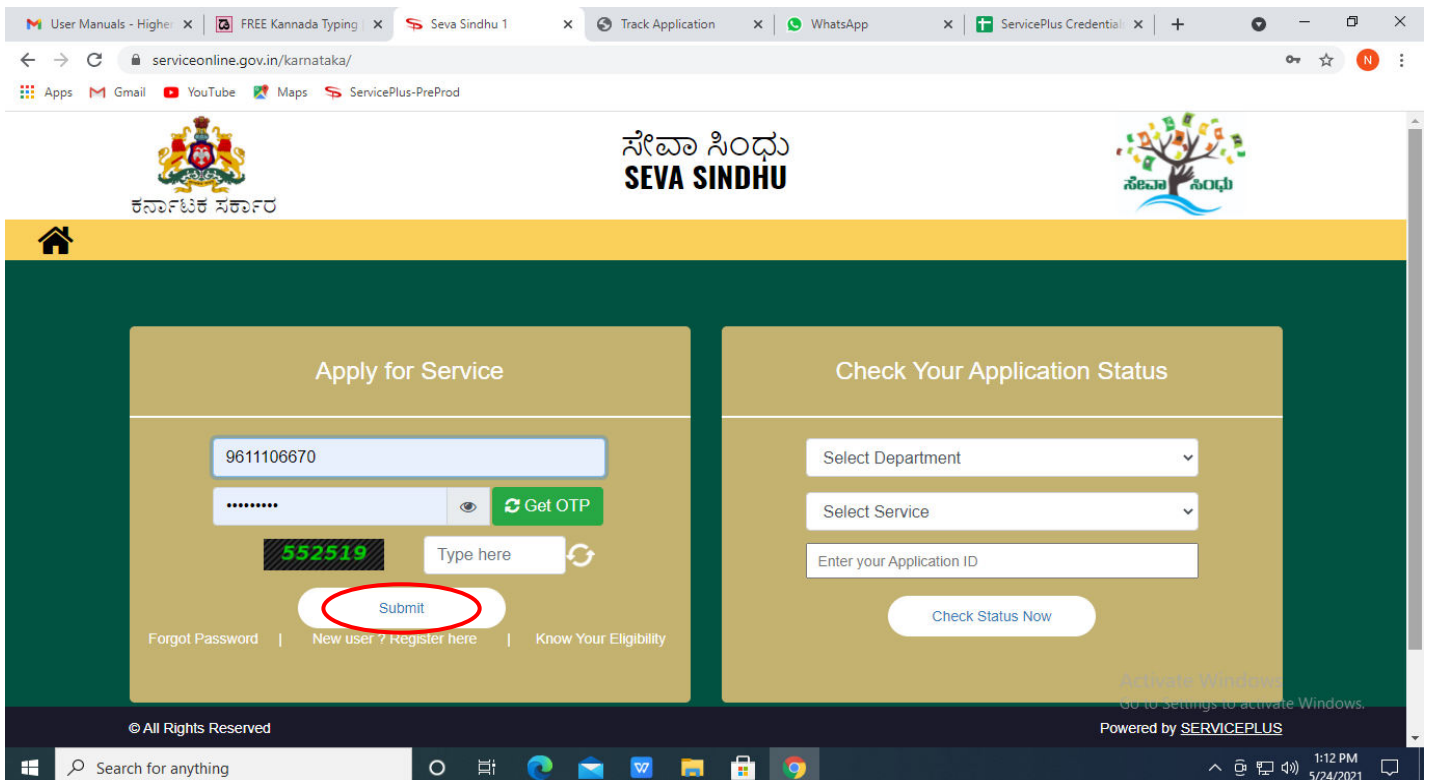 User Manuals - Higher
FREE Kannada Typing
Seva Sindhu 1
Track Application
WhatsApp
ServicePlus Credential
serviceonline.gov.in/karnataka/
N
Apps
Gmail
YouTube
Maps
ServicePlus-PreProd
ಕರ್ನಾಟಕ ಸರ್ಕಾರ
ಸೇವಾ ಸಿಂಧು
SEVA SINDHU
ಸೇವಾ ಸಿಂಧು
Apply for Service
9611106670
•••••••••
Get OTP
552519
Type here
Submit
Forgot Password | New user ? Register here | Know Your Eligibility
Check Your Application Status
Select Department
Select Service
Enter your Application ID
Check Status Now
Activate Windows
Go to Settings to activate Windows.
© All Rights Reserved
Powered by SERVICEPLUS
Search for anything
1:12 PM
5/24/2021